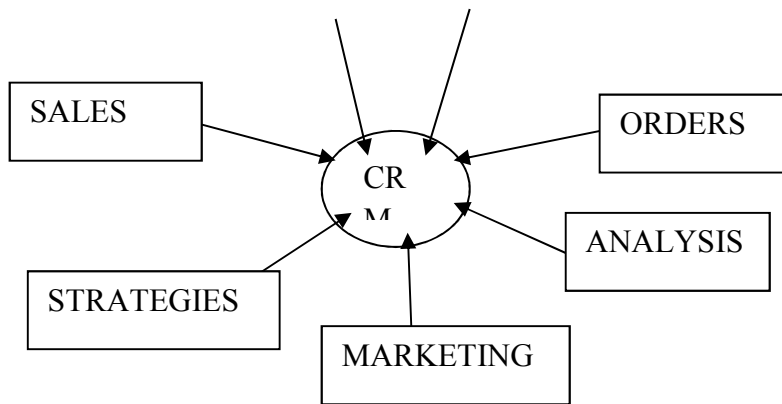 SALES
ORDERS
CR
M
ANALYSIS
STRATEGIES
MARKETING